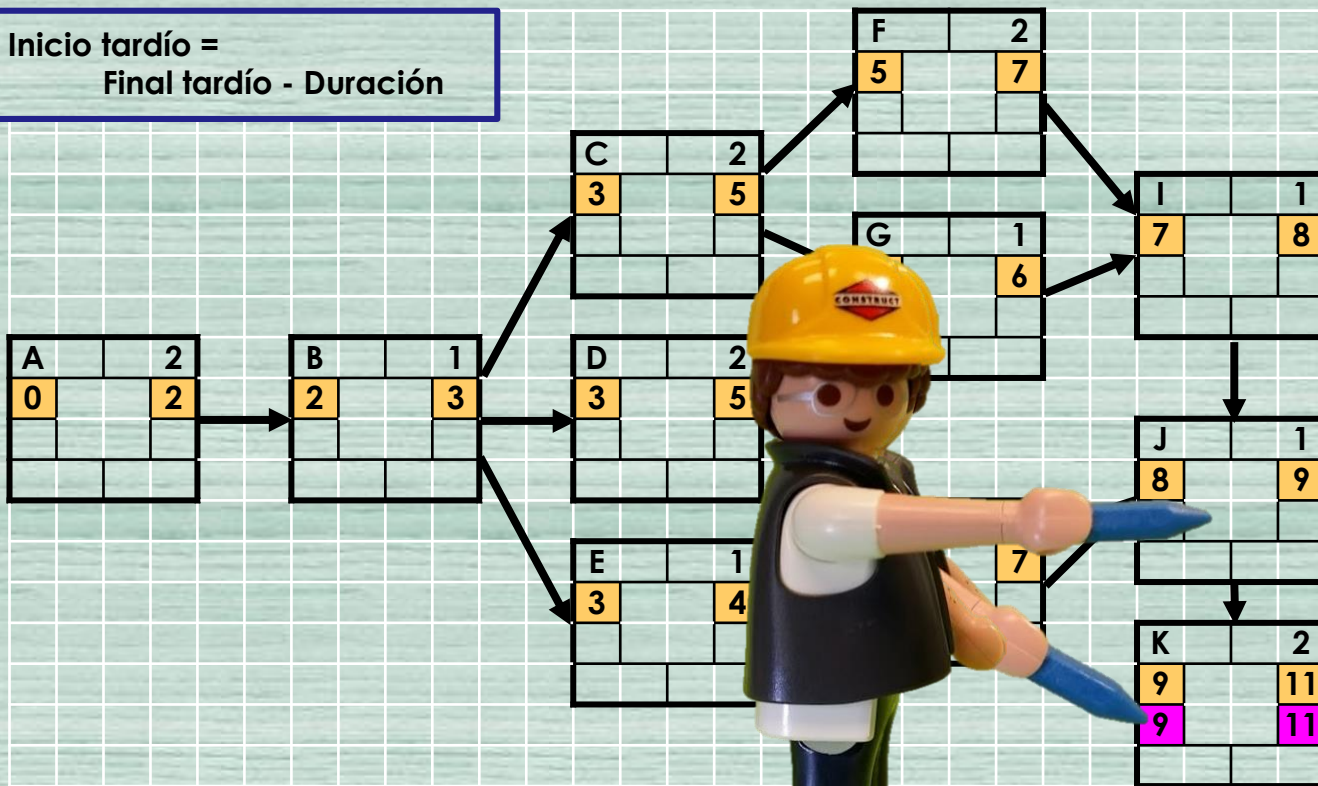 Inicio tardío =
Final tardío - Duración
F 2
5 7
C 2
3 5
I 1
7 8
G 1
6
CONSTRUCT
A 2
0 2
B 1
2 3
D 2
3 5
J 1
8 9
E 1
3 4
7
K 2
9 11
9 11